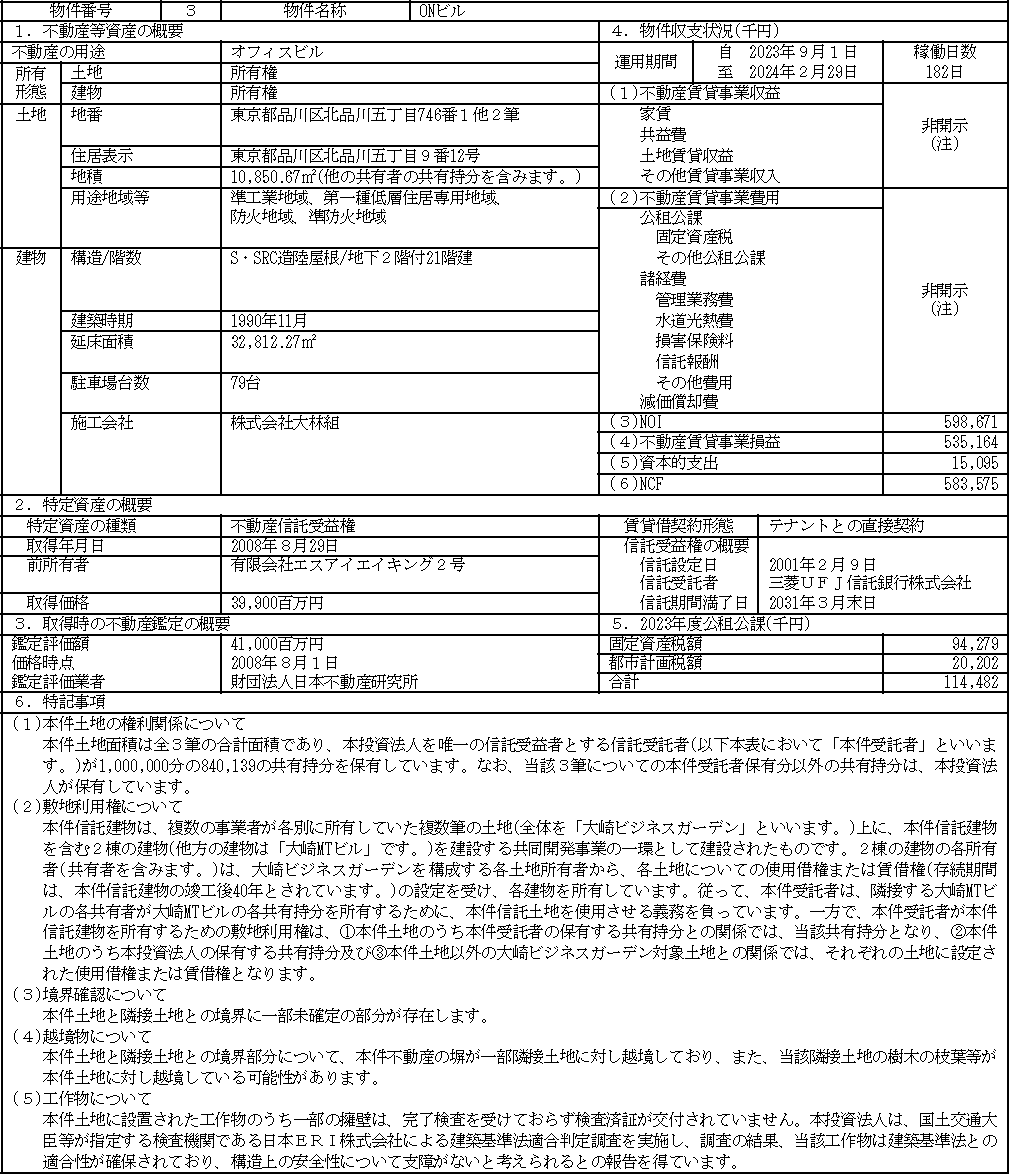 物件番号 3 物件名称 ONビル
1．不動産等資産の概要
不動産の用途 オフィスビル
所有形態 土地 所有権
建物 所有権
土地 地番 東京都品川区北品川五丁目746番1他2筆
住居表示 東京都品川区北品川五丁目9番12号
地積 10,850.67㎡(他の共有者の共有持分を含みます。)
用途地域等 準工業地域、第一種低層住居専用地域、
防火地域、準防火地域
建物 構造/階数 S・SRC造陸屋根/地下2階付21階建
建築時期 1990年11月
延床面積 32,812.27㎡
駐車場台数 79台
施工会社 株式会社大林組
4．物件収支状況(千円)
運用期間 自 2023年9月1日 稼働日数
至 2024年2月29日 182日
(1)不動産賃貸事業収益 非開示(注)
家賃
共益費
土地賃貸収益
その他賃貸事業収入
(2)不動産賃貸事業費用 非開示(注)
公租公課
固定資産税
その他公租公課
諸経費
管理業務費
水道光熱費
損害保険料
信託報酬
その他費用
減価償却費
(3)NOI 598,671
(4)不動産賃貸事業損益 535,164
(5)資本的支出 15,095
(6)NCF 583,575
2．特定資産の概要
特定資産の種類 不動産信託受益権
取得年月日 2008年8月29日
前所有者 有限会社エスアイエイキング2号
取得価格 39,900百万円
賃貸借契約形態 テナントとの直接契約
信託受益権の概要
信託設定日 2001年2月9日
信託受託者 三菱UFJ信託銀行株式会社
信託期間満了日 2031年3月末日
3．取得時の不動産鑑定の概要
鑑定評価額 41,000百万円
価格時点 2008年8月1日
鑑定評価業者 財団法人日本不動産研究所
5．2023年度公租公課(千円)
固定資産税額 94,279
都市計画税額 20,202
合計 114,482
6．特記事項
(1)本件土地の権利関係について
本件土地面積は全3筆の合計面積であり、本投資法人を唯一の信託受益者とする信託受託者(以下本表において「本件受託者」といいま
す。)が1,000,000分の840,139の共有持分を保有しています。なお、当該3筆についての本件受託者保有分以外の共有持分は、本投資法
人が保有しています。
(2)敷地利用権について
本件信託建物は、複数の事業者が各別に所有していた複数筆の土地(全体を「大崎ビジネスガーデン」といいます。)上に、本件信託建物
を含む2棟の建物(他方の建物は「大崎MTビル」です。)を建設する共同開発事業の一環として建設されたものです。2棟の建物の各所有
者(共有者を含みます。)は、大崎ビジネスガーデンを構成する各土地所有者から、各土地についての使用借権または賃借権(存続期間
は、本件信託建物の竣工後40年とされています。)の設定を受け、各建物を所有しています。従って、本件受託者は、隣接する大崎MTビ
ルの各共有者が大崎MTビルの各共有持分を所有するために、本件信託土地を使用させる義務を負っています。一方で、本件受託者が本件
信託建物を所有するための敷地利用権は、①本件土地のうち本件受託者の保有する共有持分との関係では、当該共有持分となり、②本件
土地のうち本投資法人の保有する共有持分及び③本件土地以外の大崎ビジネスガーデン対象土地との関係では、それぞれの土地に設定さ
れた使用借権または賃借権となります。
(3)境界確認について
本件土地と隣接土地との境界に一部未確定の部分が存在します。
(4)越境物について
本件土地と隣接土地との境界部分について、本件不動産の塀が一部隣接土地に対し越境しており、また、当該隣接土地の樹木の枝葉等が
本件土地に対し越境している可能性があります。
(5)工作物について
本件土地に設置された工作物のうち一部の擁壁は、完了検査を受けておらず検査済証が交付されていません。本投資法人は、国土交通大
臣等が指定する検査機関である日本ERI株式会社による建築基準法適合判定調査を実施し、調査の結果、当該工作物は建築基準法との
適合性が確保されており、構造上の安全性について支障がないと考えられるとの報告を得ています。